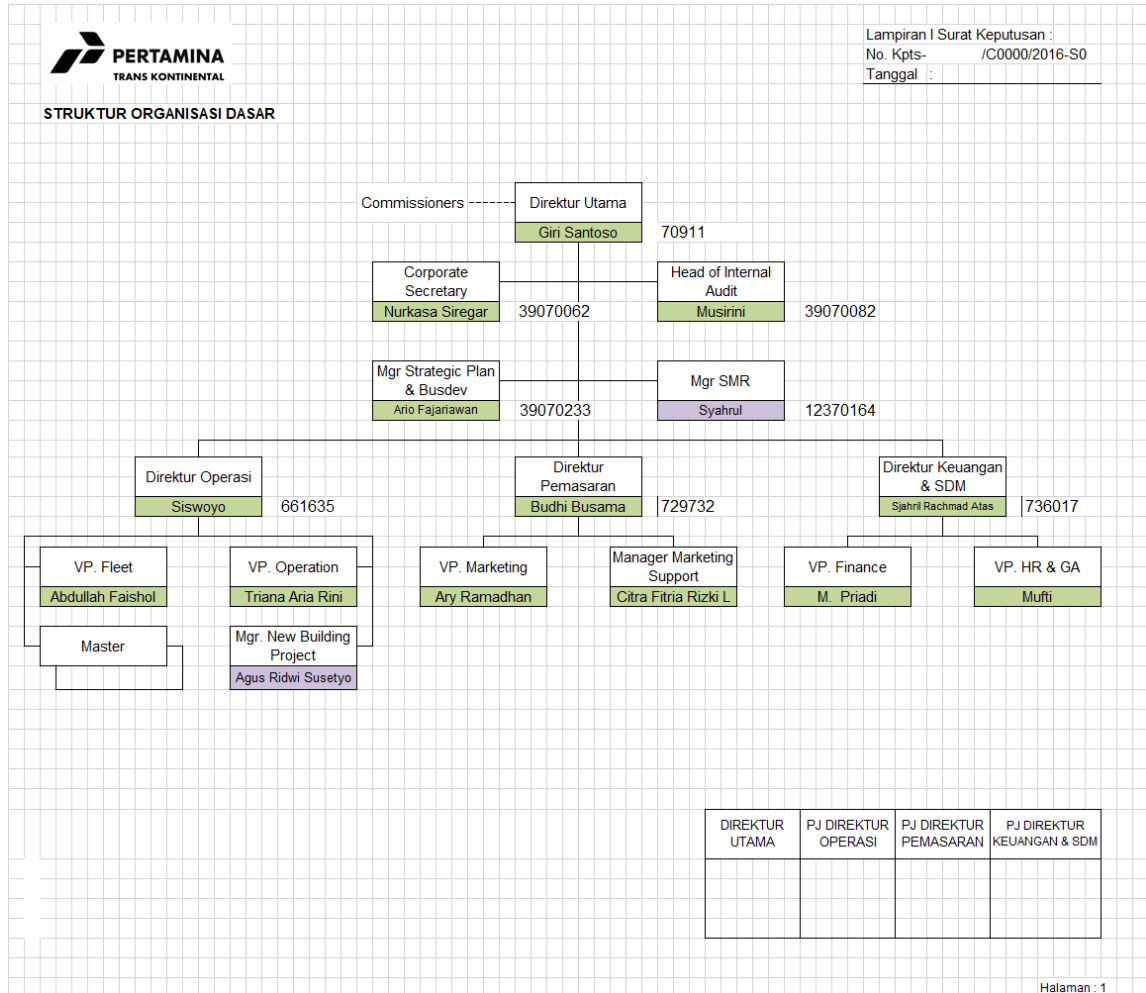 PERTAMINA
TRANS KONTINENTAL
Lampiran I Surat Keputusan :
No. Kpts- /C0000/2016-S0
Tanggal :
STRUKTUR ORGANISASI DASAR
Commissioners
Direktur Utama
Giri Santoso
70911
Corporate
Secretary
Nurkasa Siregar
39070062
Head of Internal
Audit
Musirini
39070082
Mgr Strategic Plan
& Busdev
Ario Fajariawan
39070233
Mgr SMR
Syahrul
12370164
Direktur Operasi
Siswoyo
661635
Direktur
Pemasaran
Budhi Busama
729732
Direktur Keuangan
& SDM
Sjahril Rachmad Atas
736017
VP. Fleet
Abdullah Faishol
VP. Operation
Triana Aria Rini
VP. Marketing
Ary Ramadhan
Manager Marketing
Support
Citra Fitria Rizki L
VP. Finance
M. Priadi
VP. HR & GA
Mufti
Master
Mgr. New Building
Project
Agus Ridwi Susetyo
DIREKTUR
UTAMA
PJ DIREKTUR
OPERASI
PJ DIREKTUR
PEMASARAN
PJ DIREKTUR
KEUANGAN & SDM
Halaman : 1